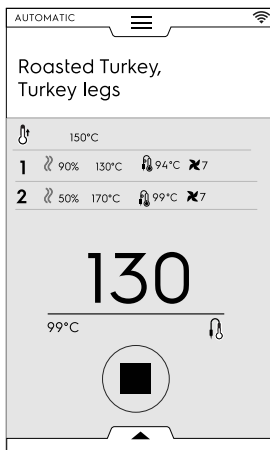 AUTOMATIC
Roasted Turkey,
Turkey legs
150°C
1 90% 130°C 94°C 7
2 50% 170°C 99°C 7
130
99°C